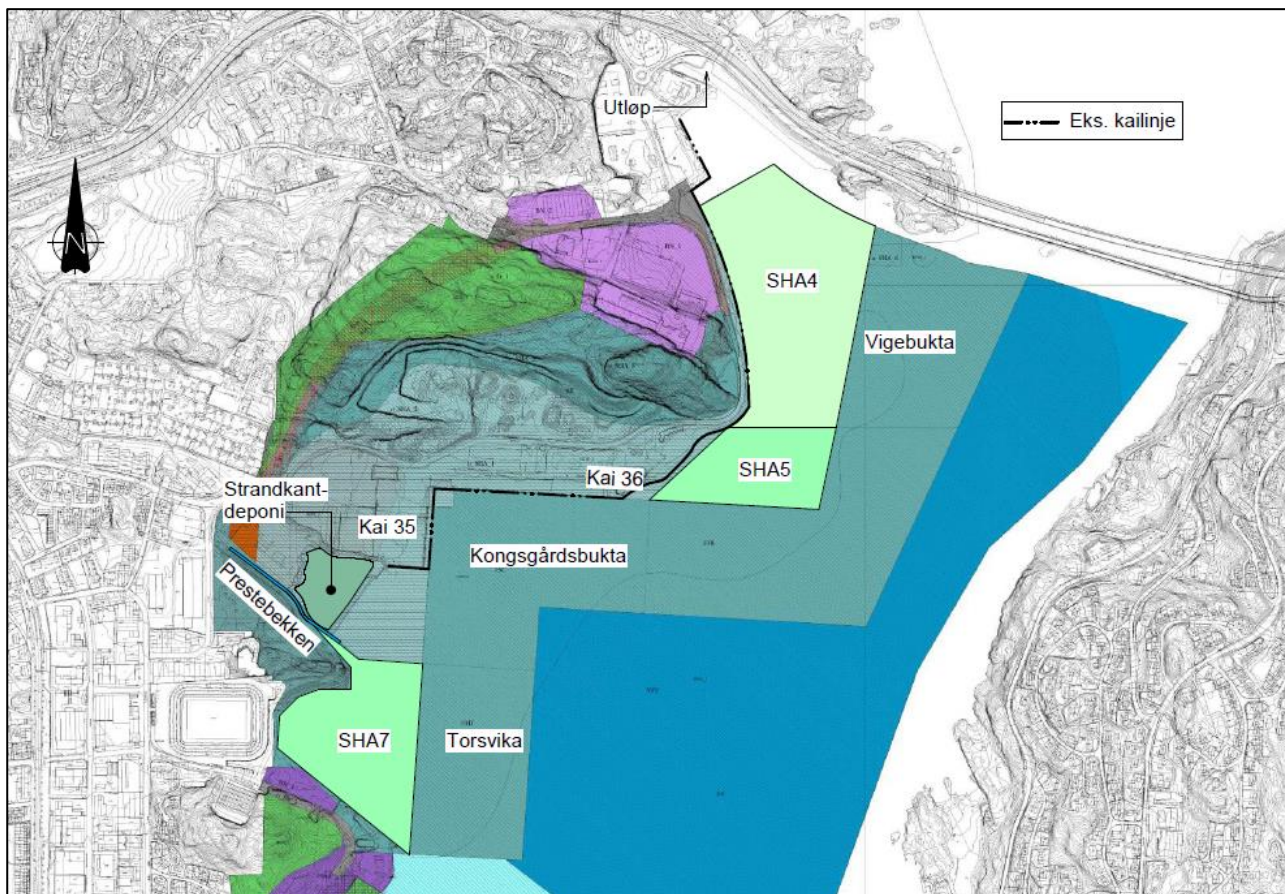 Utløp
Eks. kailinje
N
SHA4
Vigebukta
SHA5
Kai 36
Strandkant-
deponi
Kai 35
Kongsgårdsbukta
Prestebekken
SHA7
Torsvika